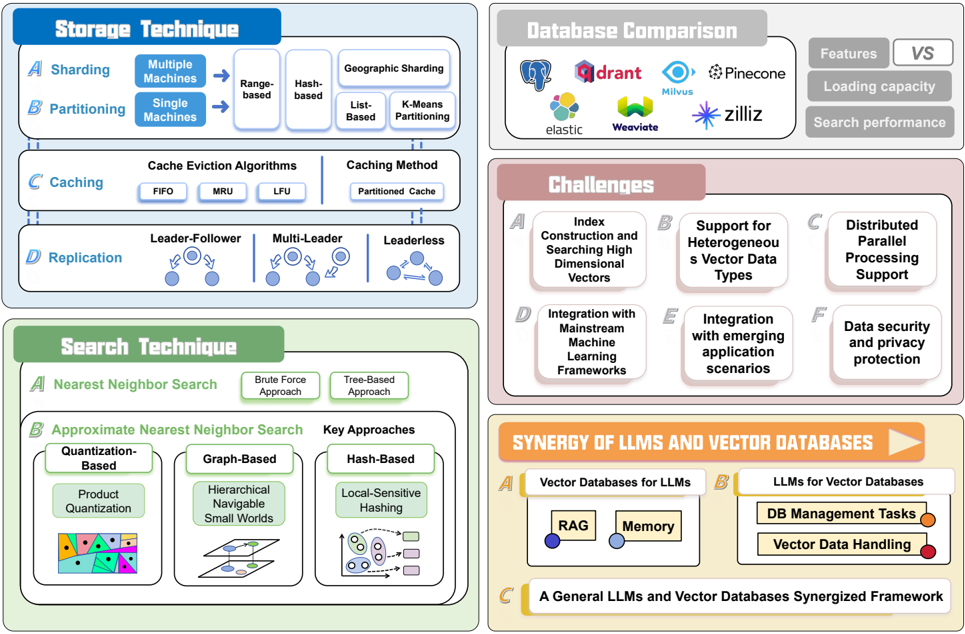 Storage Technique
A Sharding
Multiple
Machines
B Partitioning
Single
Machines
Range-
based
Hash-
based
Geographic Sharding
List-
Based
K-Means
Partitioning
C Caching
Cache Eviction Algorithms
FIFO
MRU
LFU
Caching Method
Partitioned Cache
D Replication
Leader-Follower
Multi-Leader
Leaderless
Search Technique
A Nearest Neighbor Search
Brute Force
Approach
Tree-Based
Approach
B Approximate Nearest Neighbor Search
Key Approaches
Quantization-
Based
Product
Quantization
Graph-Based
Hierarchical
Navigable
Small Worlds
Hash-Based
Local-Sensitive
Hashing
Database Comparison
qdrant
Milvus
Pinecone
elastic
Weaviate
zilliz
Features
VS
Loading capacity
Search performance
Challenges
A
Index
Construction and
Searching High
Dimensional
Vectors
B
Support for
Heterogeneou
s Vector Data
Types
C
Distributed
Parallel
Processing
Support
D
Integration with
Mainstream
Machine
Learning
Frameworks
E
Integration
with emerging
application
scenarios
F
Data security
and privacy
protection
SYNERGY OF LLMS AND VECTOR DATABASES
A
Vector Databases for LLMs
RAG
Memory
B
LLMs for Vector Databases
DB Management Tasks
Vector Data Handling
C
A General LLMs and Vector Databases Synergized Framework